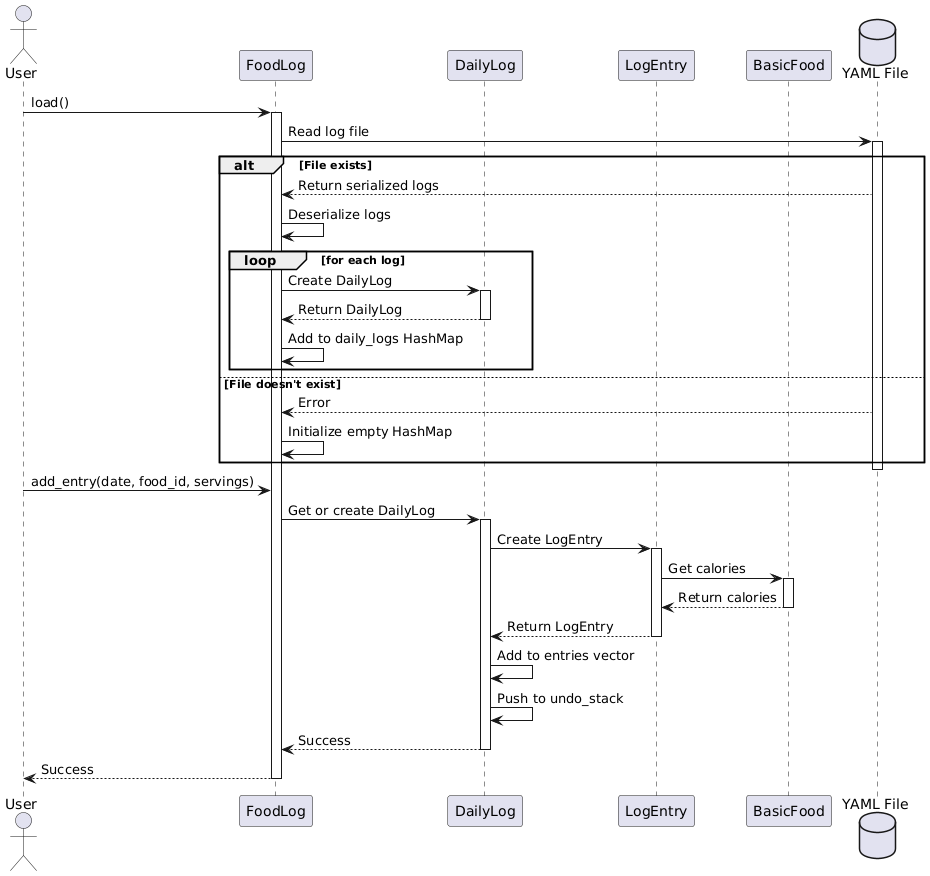 User
FoodLog
DailyLog
LogEntry
BasicFood
YAML File
load()
Read log file
alt [File exists]
Return serialized logs
Deserialize logs
loop [for each log]
Create DailyLog
Return DailyLog
Add to daily_logs HashMap
[File doesn't exist]
Error
Initialize empty HashMap
add_entry(date, food_id, servings)
Get or create DailyLog
Create LogEntry
Get calories
Return calories
Return LogEntry
Add to entries vector
Push to undo_stack
Success
Success
User
FoodLog
DailyLog
LogEntry
BasicFood
YAML File